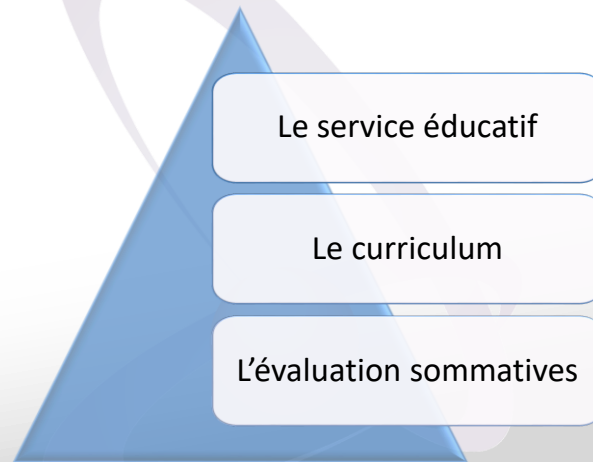 Le service éducatif
Le curriculum
L'évaluation sommatives